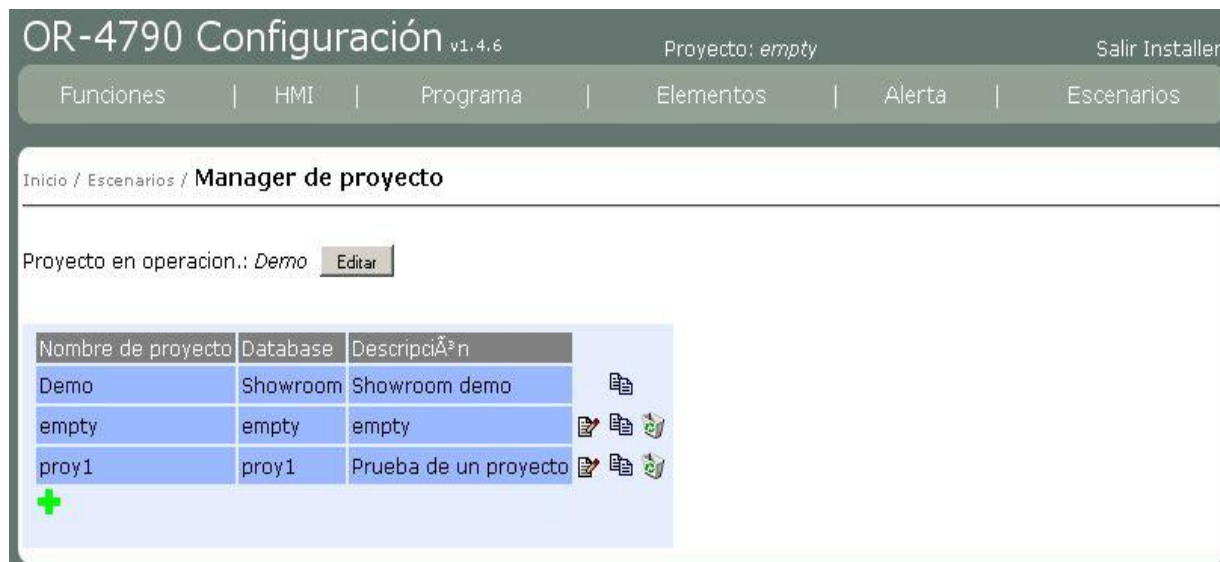 OR-4790 Configuración v1.4.6 Proyecto: empty Salir Installer
Funciones | HMI | Programa | Elementos | Alerta | Escenarios
Inicio / Escenarios / Manager de proyecto
Proyecto en operacion.: Demo Editar
Nombre de proyecto Database DescripciÃ³n
Demo Showroom Showroom demo
empty empty empty
proy1 proy1 Prueba de un proyecto